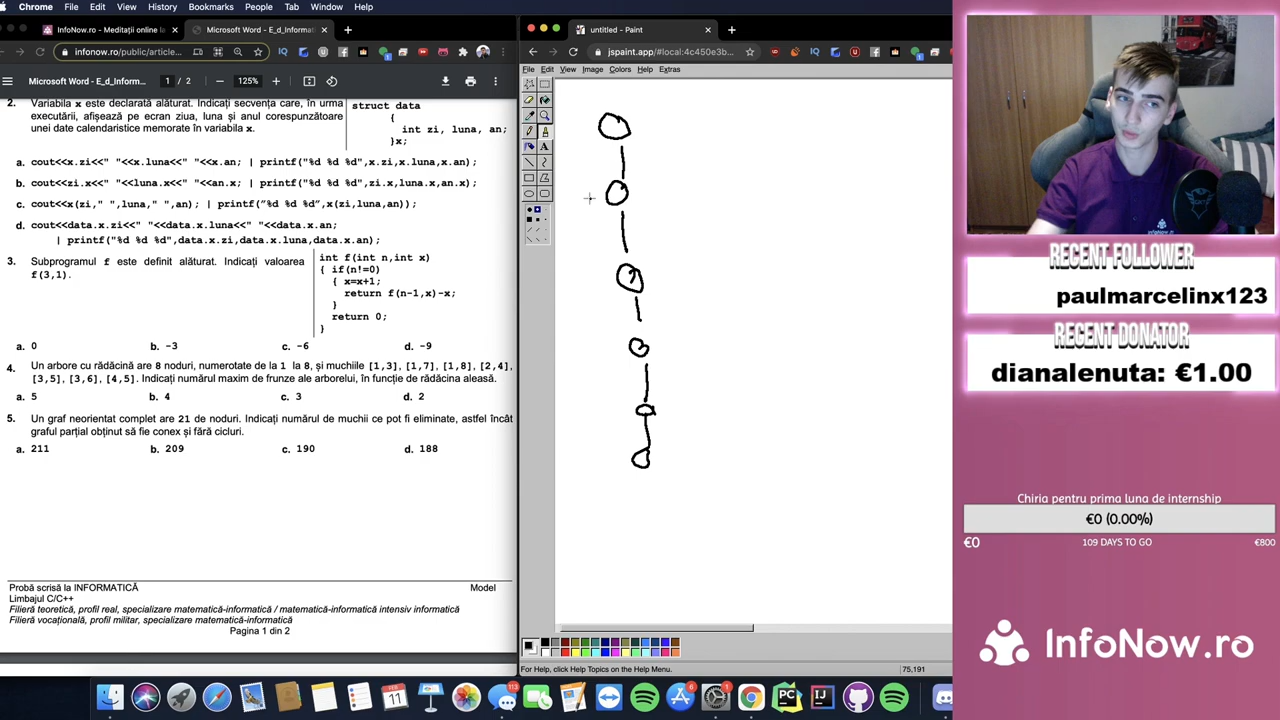 Chrome File Edit View History Bookmarks People Tab Window Help
InfoNow.ro - Meditații online la
Microsoft Word - E_d_Informat
untitled - Paint
infonow.ro/public/article...
jspaint.app/#local:4c450e3b...
Microsoft Word - E_d_Inform...
1 / 2
125%
File Edit View Image Colors Help Extras
2. Variabila x este declarată alăturat. Indicați secvența care, în urma
executării, afișează pe ecran ziua, luna și anul corespunzătoare
unei date calendaristice memorate în variabila x.
struct data
{
int zi, luna, an;
}x;
a. cout<<x.zi<<" "<<x.luna<<" "<<x.an; | printf("%d %d %d",x.zi,x.luna,x.an);
b. cout<<zi.x<<" "<<luna.x<<" "<<an.x; | printf("%d %d %d",zi.x,luna.x,an.x);
c. cout<<x(zi," ",luna," ",an); | printf("%d %d %d",x(zi,luna,an));
d. cout<<data.x.zi<<" "<<data.x.luna<<" "<<data.x.an;
| printf("%d %d %d",data.x.zi,data.x.luna,data.x.an);
3. Subprogramul f este definit alăturat. Indicați valoarea
f(3,1).
int f(int n,int x)
{ if(n!=0)
{ x=x+1;
return f(n-1,x)-x;
}
return 0;
}
a. 0 b. -3 c. -6 d. -9
4. Un arbore cu rădăcină are 8 noduri, numerotate de la 1 la 8, și muchiile [1,3], [1,7], [1,8], [2,4],
[3,5], [3,6], [4,5]. Indicați numărul maxim de frunze ale arborelui, în funcție de rădăcina aleasă.
a. 5 b. 4 c. 3 d. 2
5. Un graf neorientat complet are 21 de noduri. Indicați numărul de muchii ce pot fi eliminate, astfel încât
graful parțial obținut să fie conex și fără cicluri.
a. 211 b. 209 c. 190 d. 188
Probă scrisă la INFORMATICĂ Model
Limbajul C/C++
Filieră teoretică, profil real, specializare matematică-informatică / matematică-informatică intensiv informatică
Filieră vocațională, profil militar, specializare matematică-informatică
Pagina 1 din 2
For Help, click Help Topics on the Help Menu.
75,191
RECENT FOLLOWER
paulmarcelinx123
RECENT DONATOR
dianalenuta: €1.00
Chiria pentru prima luna de internship
€0 (0.00%)
€0 109 DAYS TO GO €800
InfoNow.ro